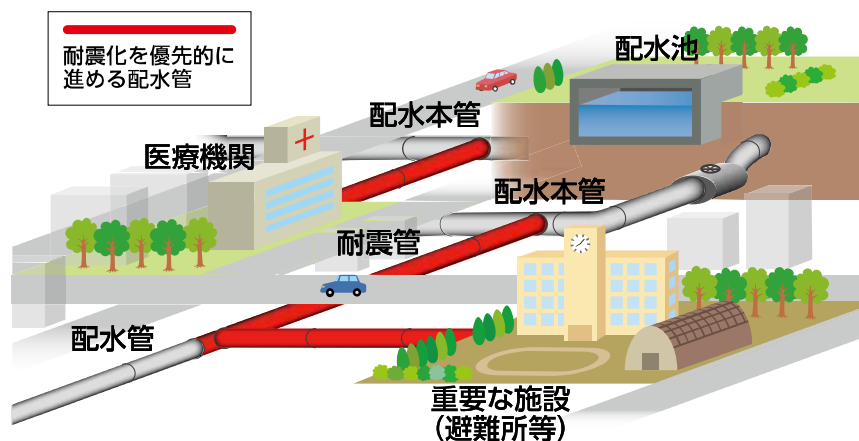 耐震化を優先的に
進める配水管
配水池
配水本管
医療機関
配水本管
耐震管
配水管
重要な施設
（避難所等）